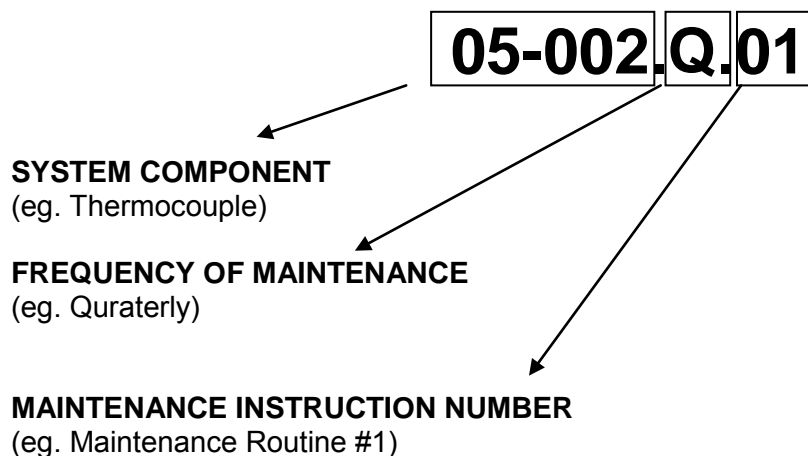 05-002.Q.01
SYSTEM COMPONENT
(eg. Thermocouple)
FREQUENCY OF MAINTENANCE
(eg. Quraterly)
MAINTENANCE INSTRUCTION NUMBER
(eg. Maintenance Routine #1)